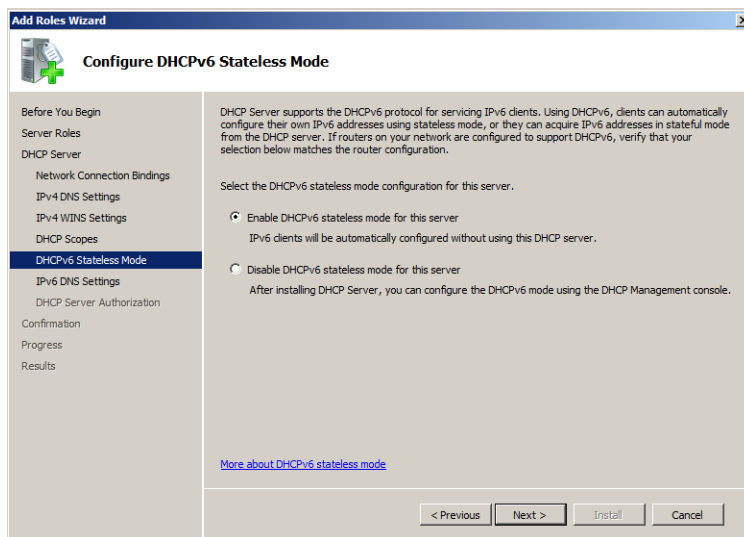 Add Roles Wizard
Configure DHCPv6 Stateless Mode
Before You Begin
Server Roles
DHCP Server
Network Connection Bindings
IPv4 DNS Settings
IPv4 WINS Settings
DHCP Scopes
DHCPv6 Stateless Mode
IPv6 DNS Settings
DHCP Server Authorization
Confirmation
Progress
Results
DHCP Server supports the DHCPv6 protocol for servicing IPv6 clients. Using DHCPv6, clients can automatically
configure their own IPv6 addresses using stateless mode, or they can acquire IPv6 addresses in stateful mode
from the DHCP server. If routers on your network are configured to support DHCPv6, verify that your
selection below matches the router configuration.
Select the DHCPv6 stateless mode configuration for this server.
Enable DHCPv6 stateless mode for this server
IPv6 clients will be automatically configured without using this DHCP server.
Disable DHCPv6 stateless mode for this server
After installing DHCP Server, you can configure the DHCPv6 mode using the DHCP Management console.
More about DHCPv6 stateless mode
< Previous Next > Install Cancel